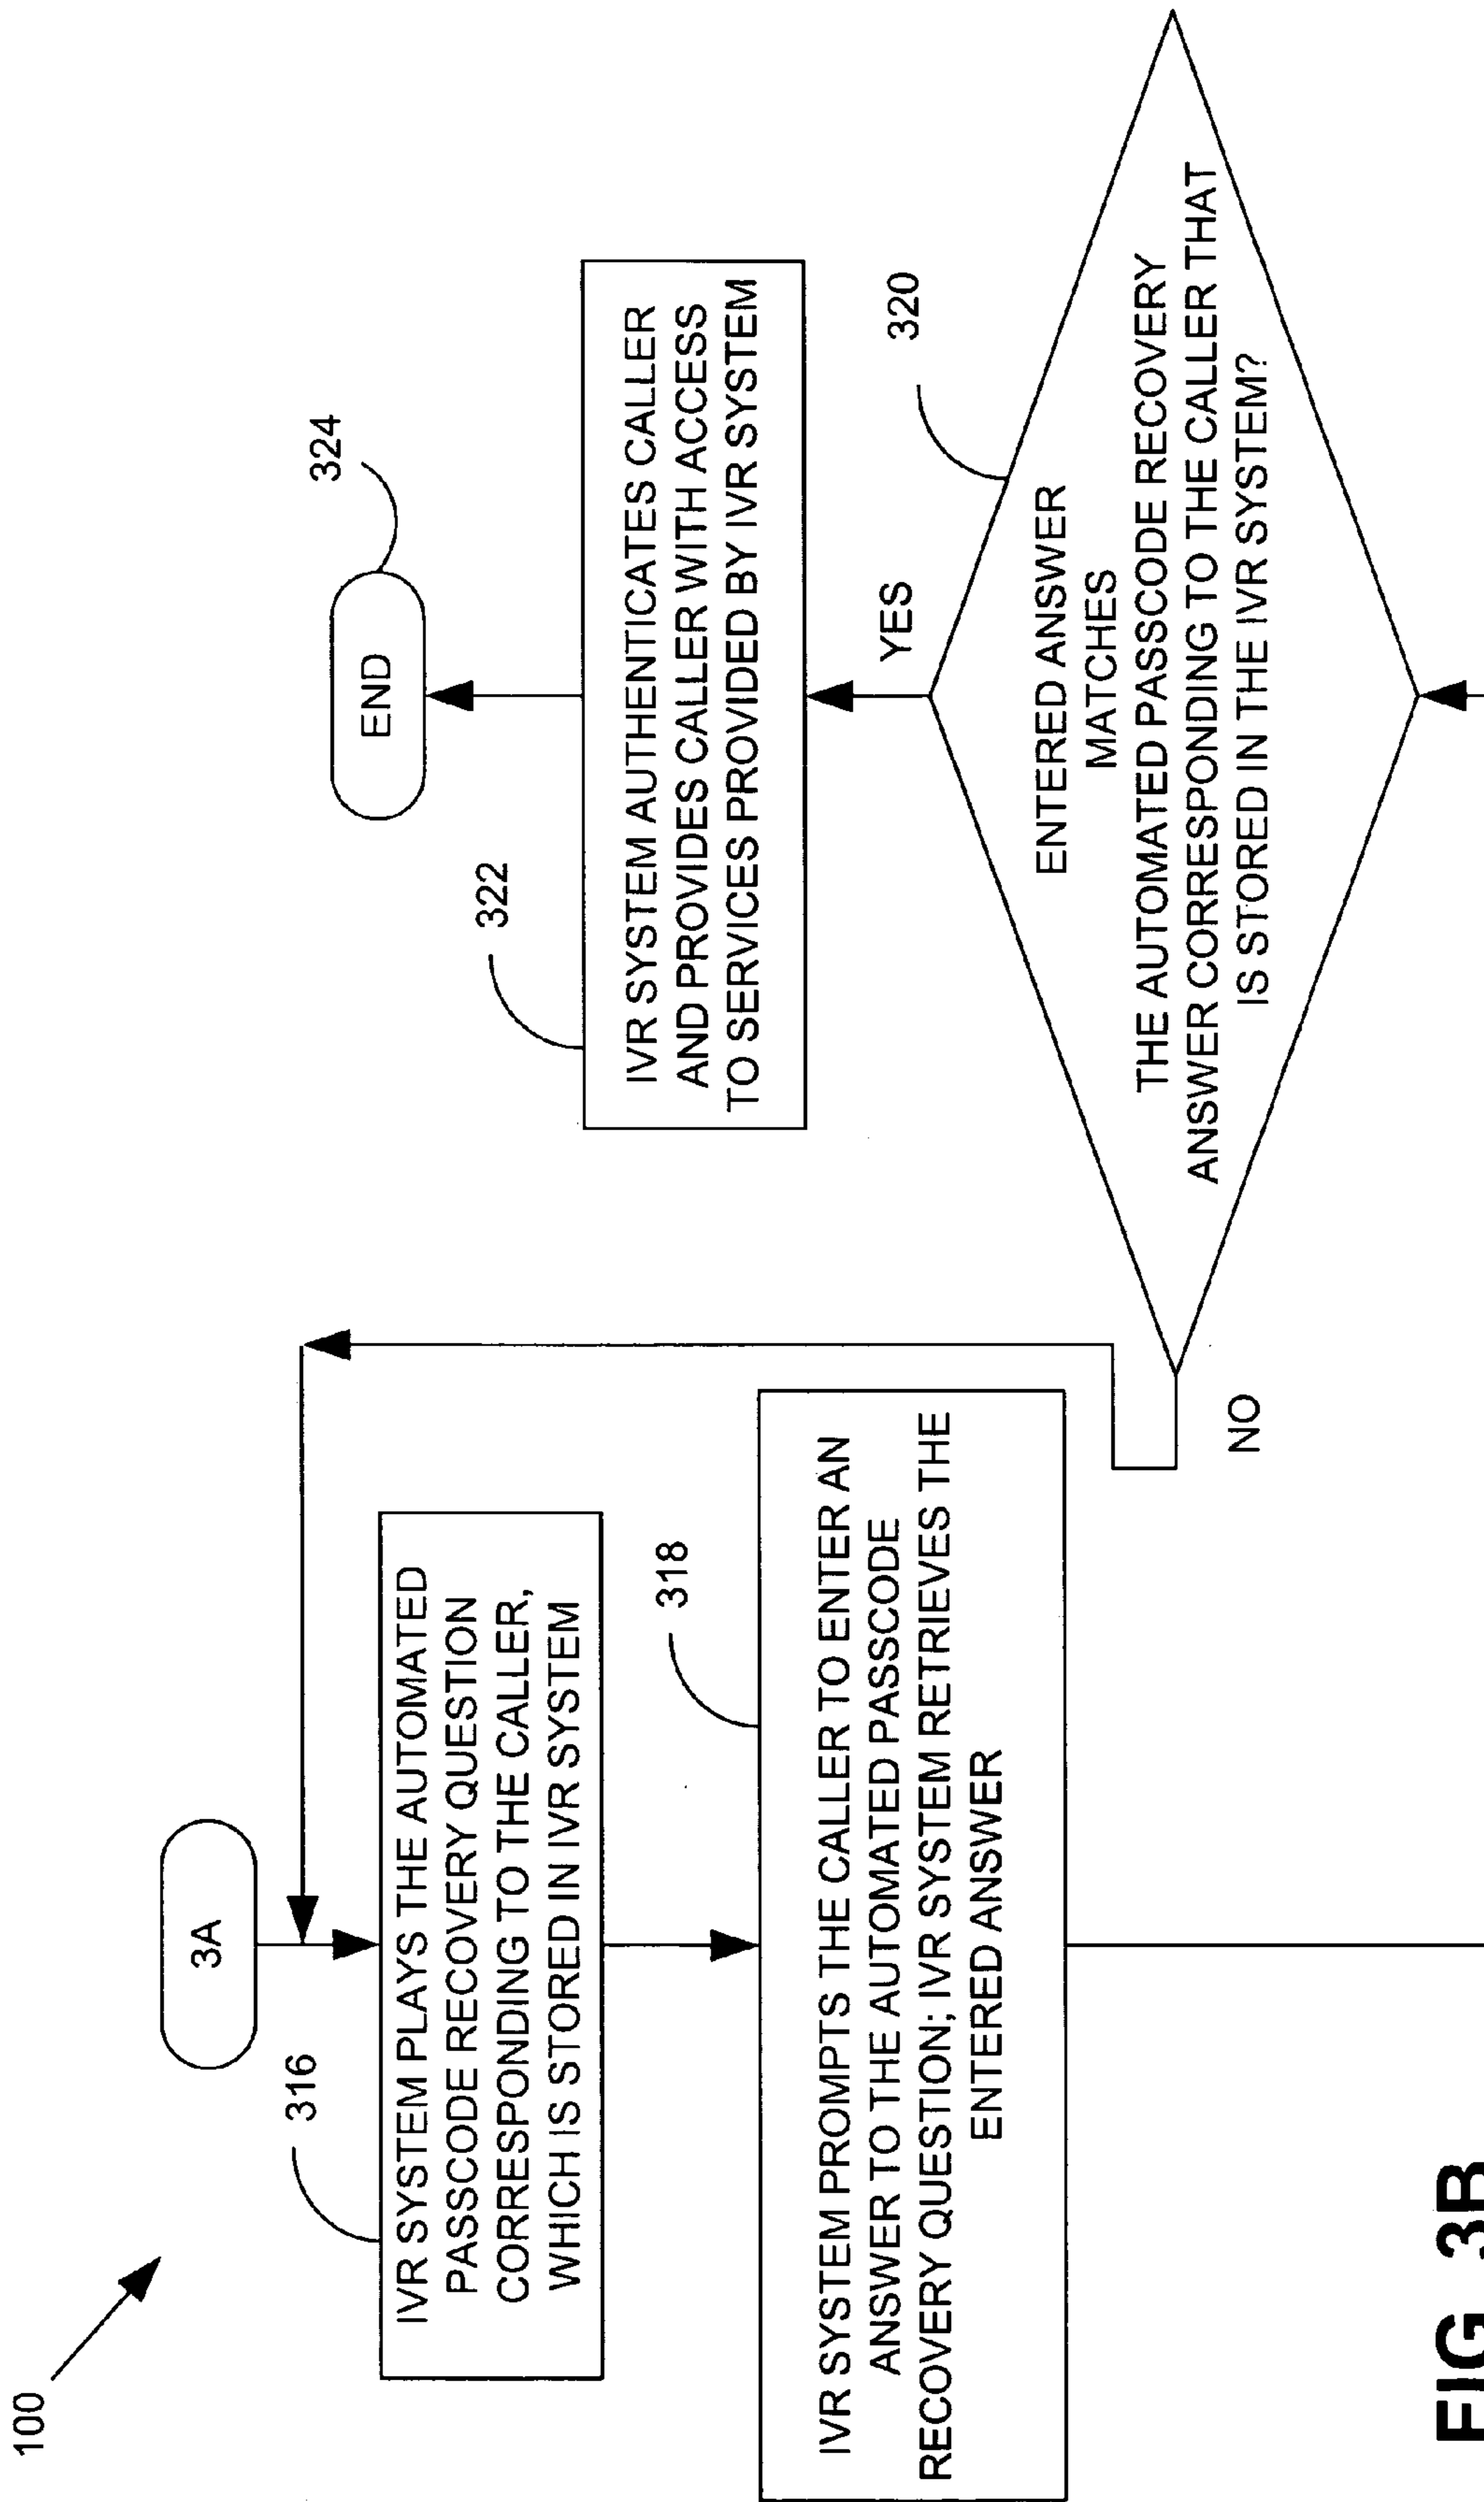 100
3A
316
IVR SYSTEM PLAYS THE AUTOMATED
PASSCODE RECOVERY QUESTION
CORRESPONDING TO THE CALLER,
WHICH IS STORED IN IVR SYSTEM
318
IVR SYSTEM PROMPTS THE CALLER TO ENTER AN
ANSWER TO THE AUTOMATED PASSCODE
RECOVERY QUESTION; IVR SYSTEM RETRIEVES THE
ENTERED ANSWER
324
END
322
IVR SYSTEM AUTHENTICATES CALLER
AND PROVIDES CALLER WITH ACCESS
TO SERVICES PROVIDED BY IVR SYSTEM
YES
320
ENTERED ANSWER
MATCHES
THE AUTOMATED PASSCODE RECOVERY
ANSWER CORRESPONDING TO THE CALLER THAT
IS STORED IN THE IVR SYSTEM?
NO
FIG. 3B